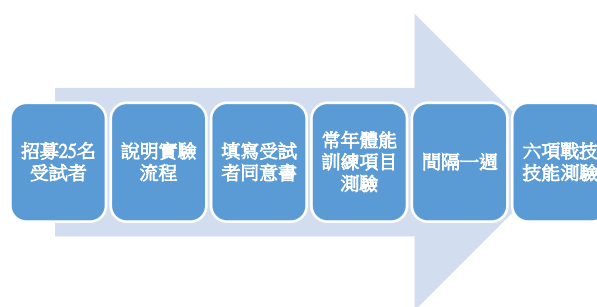 招募25名
受試者
說明實驗
流程
填寫受試
者同意書
常年體能
訓練項目
測驗
間隔一週
六項戰技
技能測驗